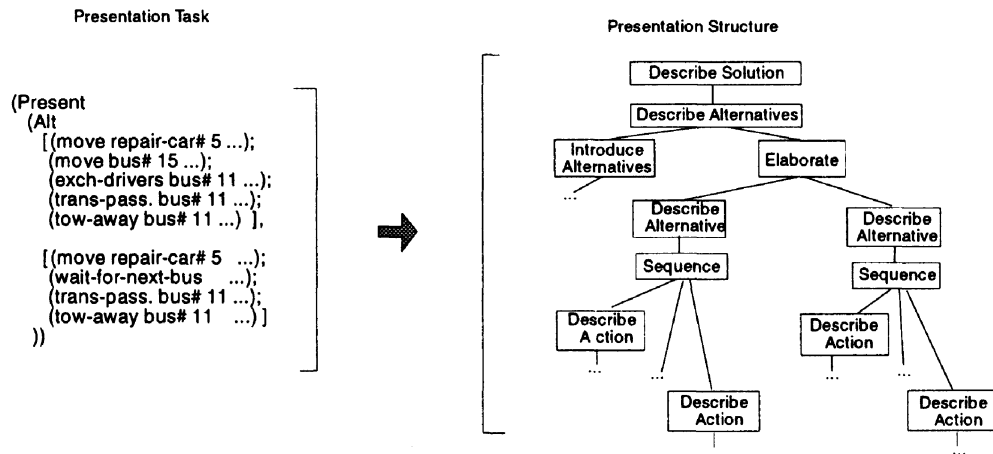 Presentation Task
(Present
(Alt
[(move repair-car# 5 ...);
(move bus# 15 ...);
(exch-drivers bus# 11 ...);
(trans-pass. bus# 11 ...);
(tow-away bus# 11 ...) ],
[(move repair-car# 5 ...);
(wait-for-next-bus ...);
(trans-pass. bus# 11 ...);
(tow-away bus# 11 ...) ]
))
Presentation Structure
Describe Solution
Describe Alternatives
Introduce
Alternatives
Elaborate
...
Describe
Alternative
Describe
Alternative
Sequence
Sequence
Describe
A ction
Describe
Action
...
...
...
...
Describe
Action
Describe
Action
...